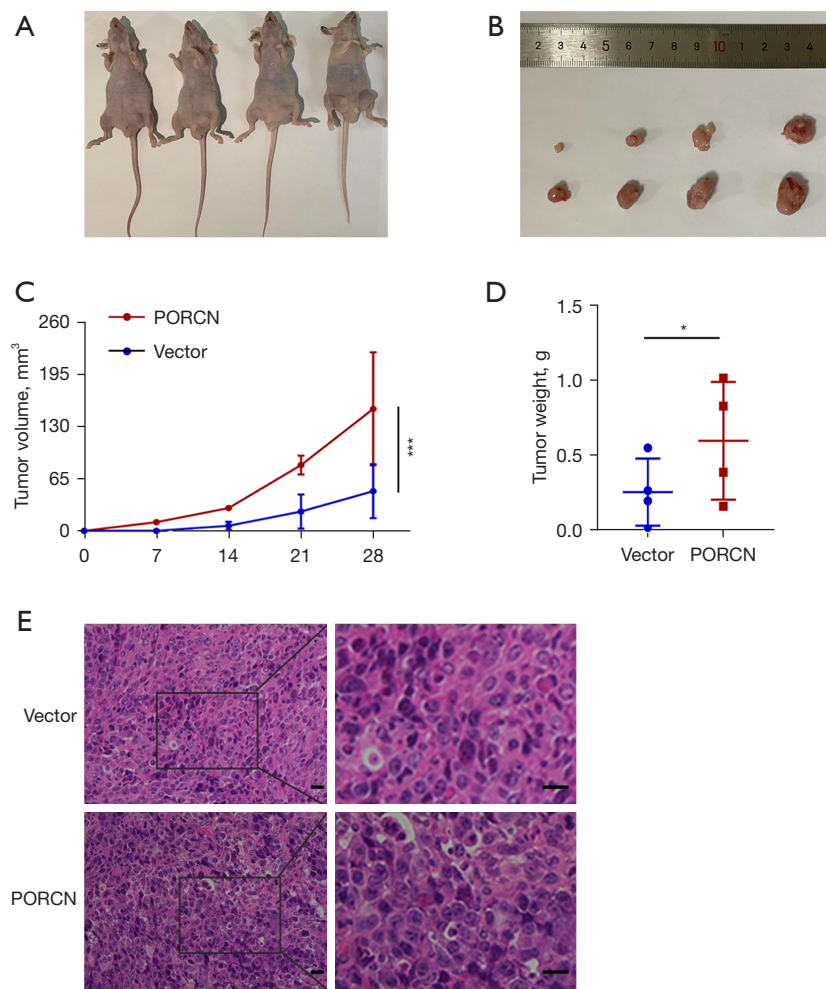 A
B
2 3 4 5 6 7 8 9 10 1 2 3 4
C
PORCN
Vector
Tumor volume, mm³
260
195
130
65
0
0 7 14 21 28
***
D
Tumor weight, g
1.5
1.0
0.5
0.0
*
Vector PORCN
E
Vector
PORCN